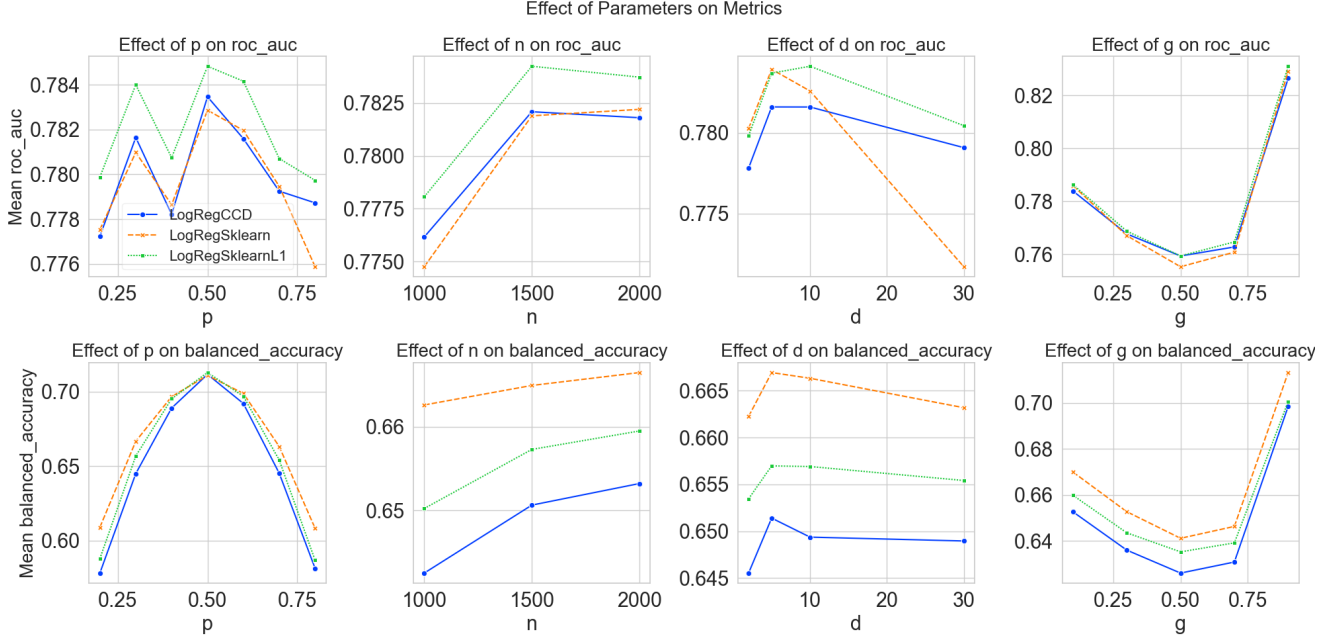 Effect of Parameters on Metrics
Effect of p on roc_auc
Effect of n on roc_auc
Effect of d on roc_auc
Effect of g on roc_auc
Mean roc_auc
0.784
0.782
0.780
0.778
0.776
LogRegCCD
LogRegSklearn
LogRegSklearnL1
0.25 0.50 0.75
p
0.7825
0.7800
0.7775
0.7750
1000 1500 2000
n
0.780
0.775
10 20 30
d
0.82
0.80
0.78
0.76
0.25 0.50 0.75
g
Effect of p on balanced_accuracy
Effect of n on balanced_accuracy
Effect of d on balanced_accuracy
Effect of g on balanced_accuracy
Mean balanced_accuracy
0.70
0.65
0.60
0.25 0.50 0.75
p
0.66
0.65
1000 1500 2000
n
0.665
0.660
0.655
0.650
0.645
10 20 30
d
0.70
0.68
0.66
0.64
0.25 0.50 0.75
g